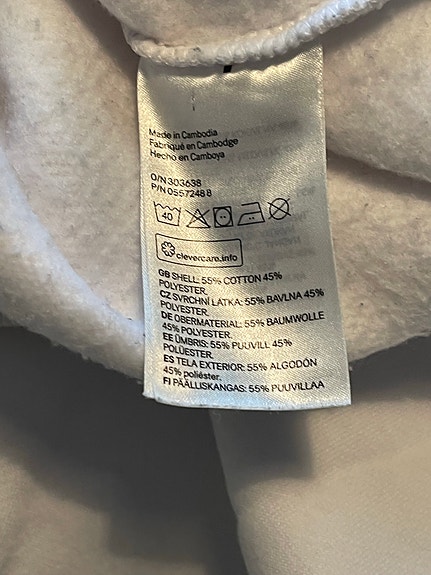 Made in Cambodia
Fabriqué en Cambodge
Hecho en Camboya
O/N 303638
P/N 05572488
40
clevercare.info
GB SHELL: 55% COTTON 45%
POLYESTER.
CZ SVRCHNÍ LÁTKA: 55% BAVLNA 45%
POLYESTER.
DE OBERMATERIAL: 55% BAUMWOLLE
45% POLYESTER.
EE ÜMBRIS: 55% PUUVILL 45%
POLÜESTER.
ES TELA EXTERIOR: 55% ALGODÓN
45% poliéster.
FI PÄÄLLISKANGAS: 55% PUUVILLAA